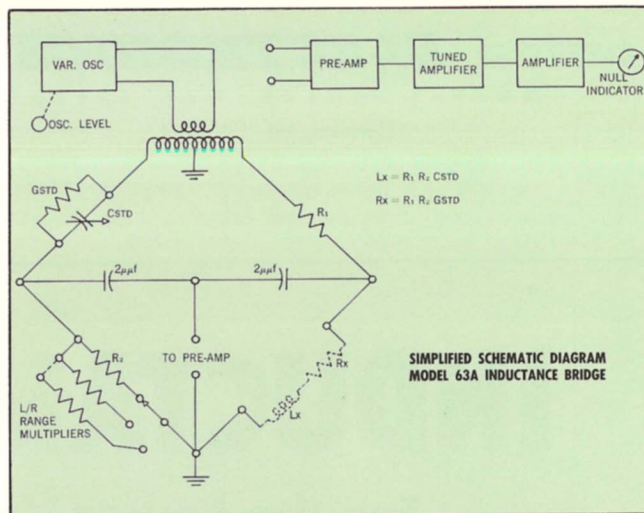 VAR. OSC
OSC. LEVEL
PRE-AMP
TUNED
AMPLIFIER
AMPLIFIER
NULL
INDICATOR
GSTD
CSTD
R₁
Lx = R₁ R₂ CSTD
Rx = R₁ R₂ GSTD
2μμf
2μμf
R₂
TO PRE-AMP
Rx
Lx
L/R
RANGE
MULTIPLIERS
SIMPLIFIED SCHEMATIC DIAGRAM
MODEL 63A INDUCTANCE BRIDGE